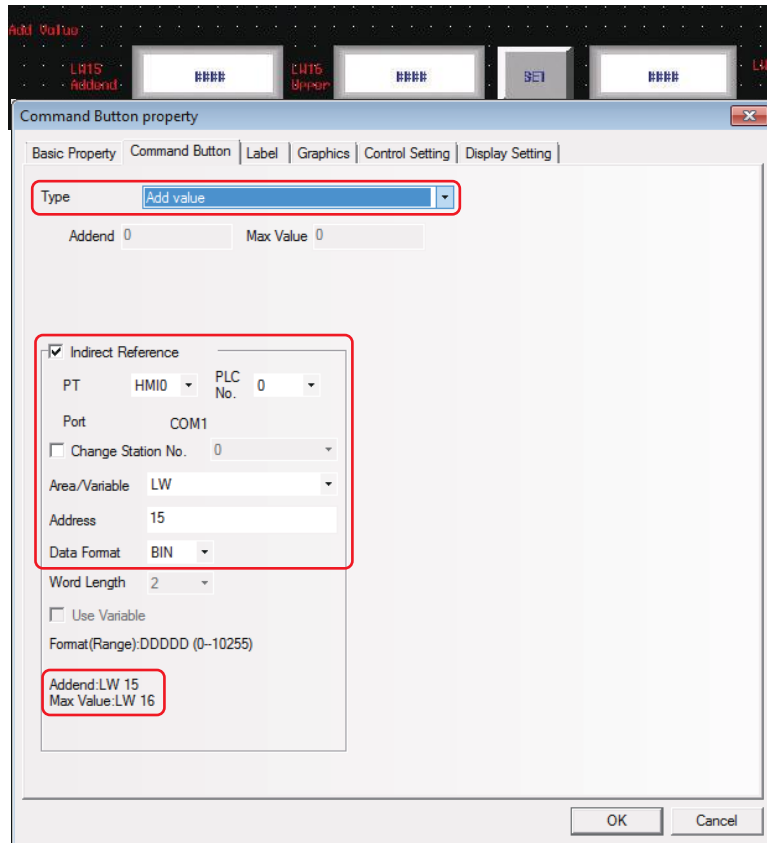 Add Value
LW15
Addend
####
LW16
Upper
####
SET
####
LW
Command Button property
Basic Property Command Button Label Graphics Control Setting Display Setting
Type Add value
Addend 0 Max Value 0
Indirect Reference
PT HMI0 PLC No. 0
Port COM1
Change Station No. 0
Area/Variable LW
Address 15
Data Format BIN
Word Length 2
Use Variable
Format(Range):DDDDD (0--10255)
Addend:LW 15
Max Value:LW 16
OK Cancel